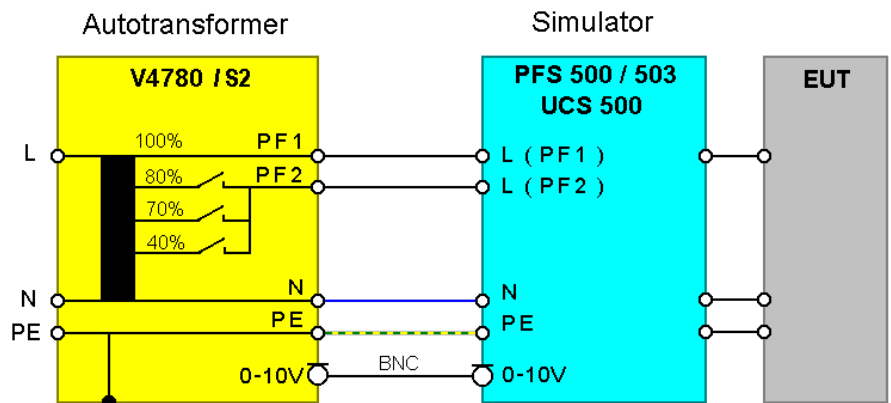 Autotransformer
Simulator
V4780 / S2
PFS 500 / 503
UCS 500
EUT
L
100%
PF1
L ( PF1 )
80%
PF2
L ( PF2 )
70%
40%
N
N
N
PE
PE
PE
0-10V
BNC
0-10V